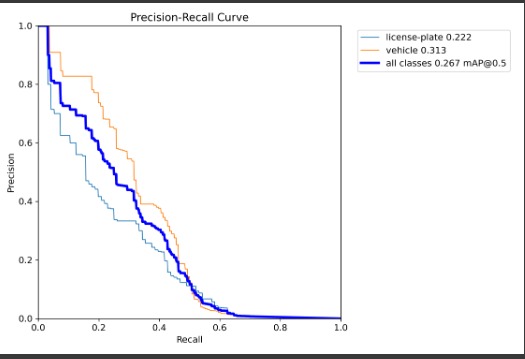 Precision-Recall Curve
license-plate 0.222
vehicle 0.313
all classes 0.267 mAP@0.5
1.0
0.8
0.6
0.4
0.2
0.0
Precision
0.0 0.2 0.4 0.6 0.8 1.0
Recall